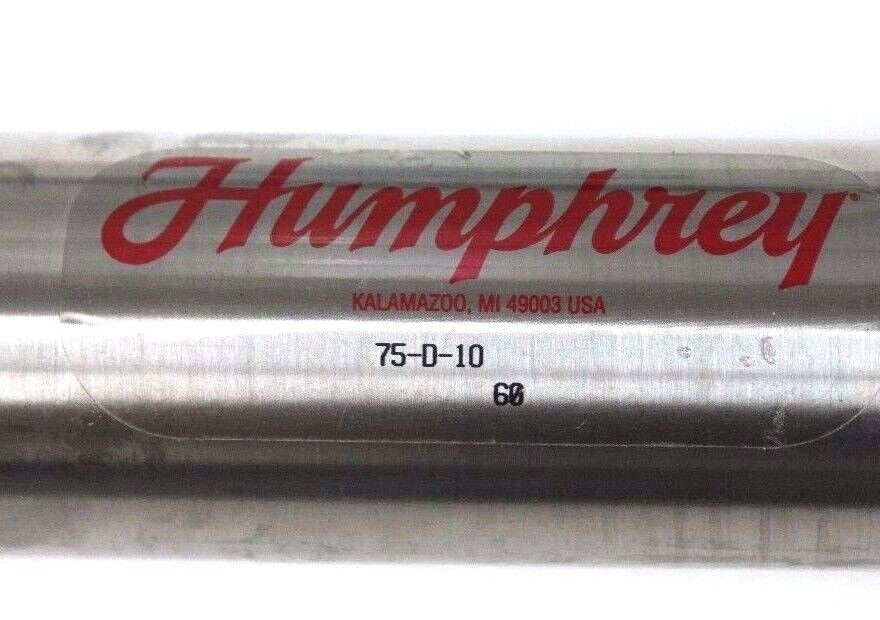 Humphrey®
KALAMAZOO, MI 49003 USA
75-D-10
60